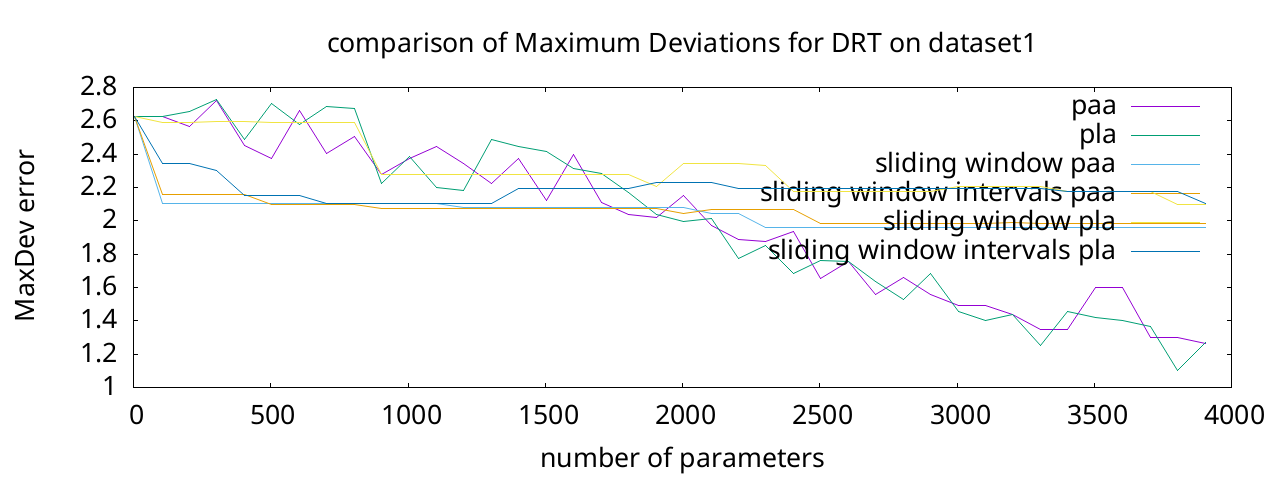 comparison of Maximum Deviations for DRT on dataset1
MaxDev error
2.8
2.6
2.4
2.2
2
1.8
1.6
1.4
1.2
1
paa
pla
sliding window paa
sliding window intervals paa
sliding window pla
sliding window intervals pla
0 500 1000 1500 2000 2500 3000 3500 4000
number of parameters